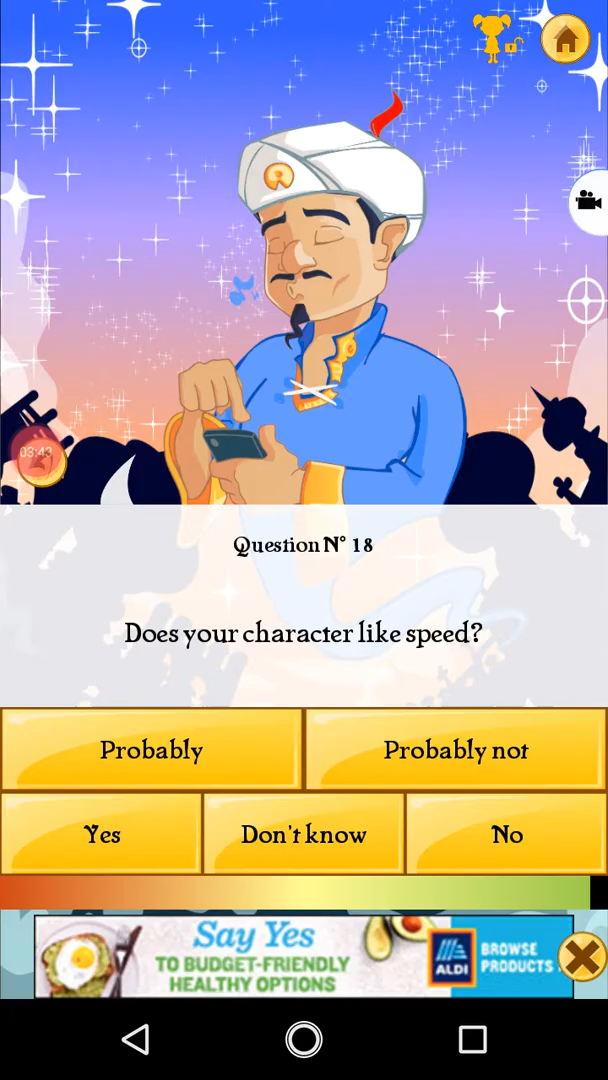 03:43
Question N° 18
Does your character like speed?
Probably
Probably not
Yes
Don't know
No
Say Yes
TO BUDGET-FRIENDLY
HEALTHY OPTIONS
ALDI
BROWSE
PRODUCTS